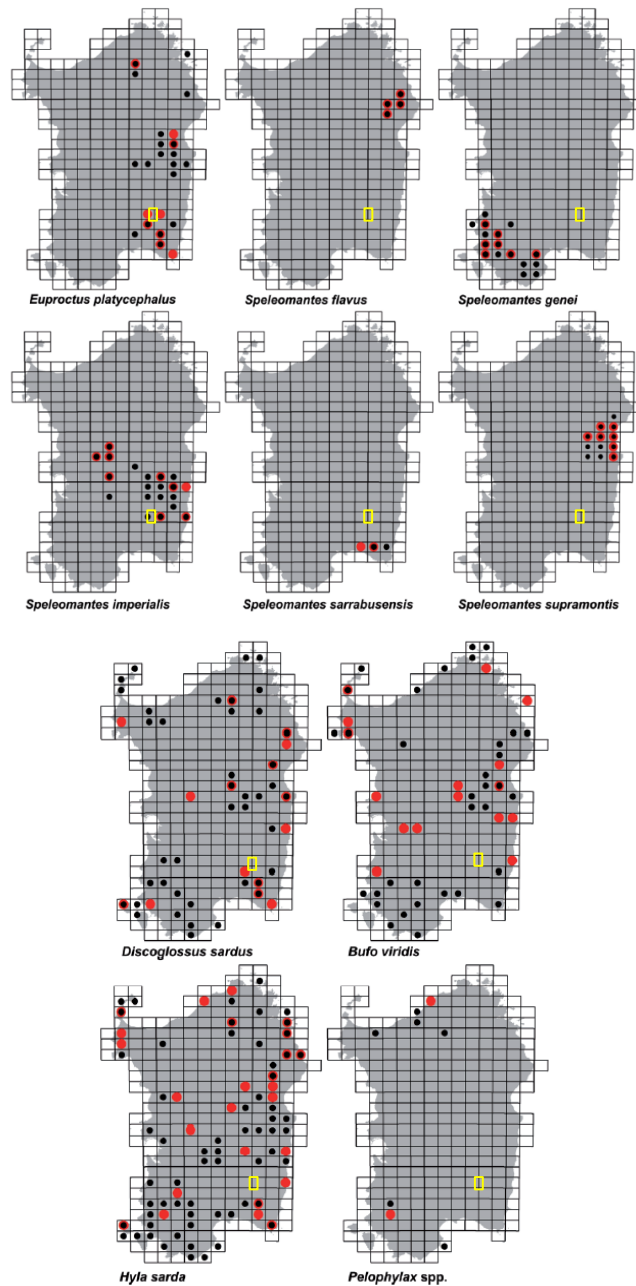 Euproctus platycephalus
Speleomantes flavus
Speleomantes genei
Speleomantes imperialis
Speleomantes sarrabusensis
Speleomantes supramontis
Discoglossus sardus
Bufo viridis
Hyla sarda
Pelophylax spp.